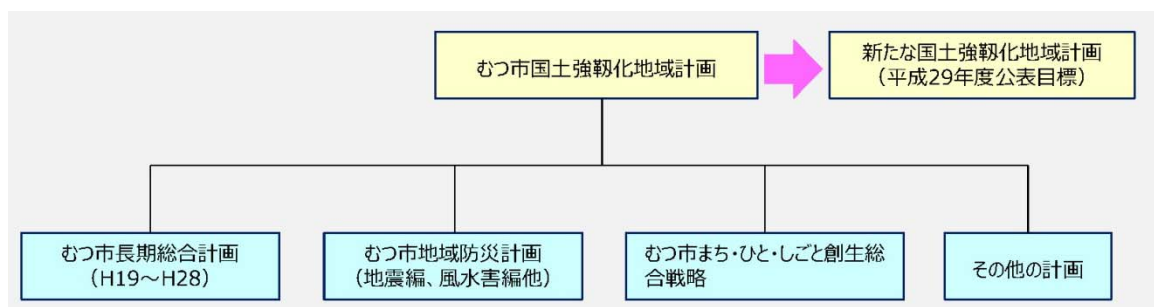 むつ市国土強靱化地域計画
新たな国土強靱化地域計画
（平成29年度公表目標）
むつ市長期総合計画
（H19～H28）
むつ市地域防災計画
（地震編、風水害編他）
むつ市まち・ひと・しごと創生総
合戦略
その他の計画